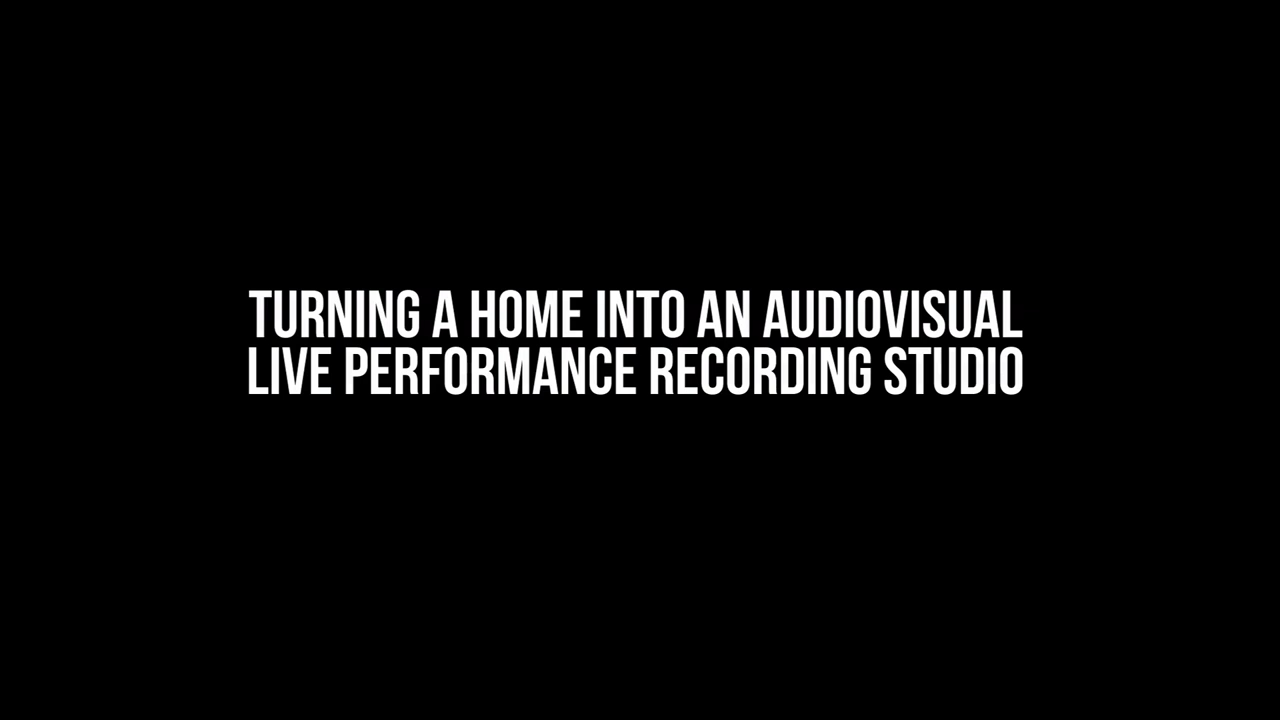 TURNING A HOME INTO AN AUDIOVISUAL
LIVE PERFORMANCE RECORDING STUDIO